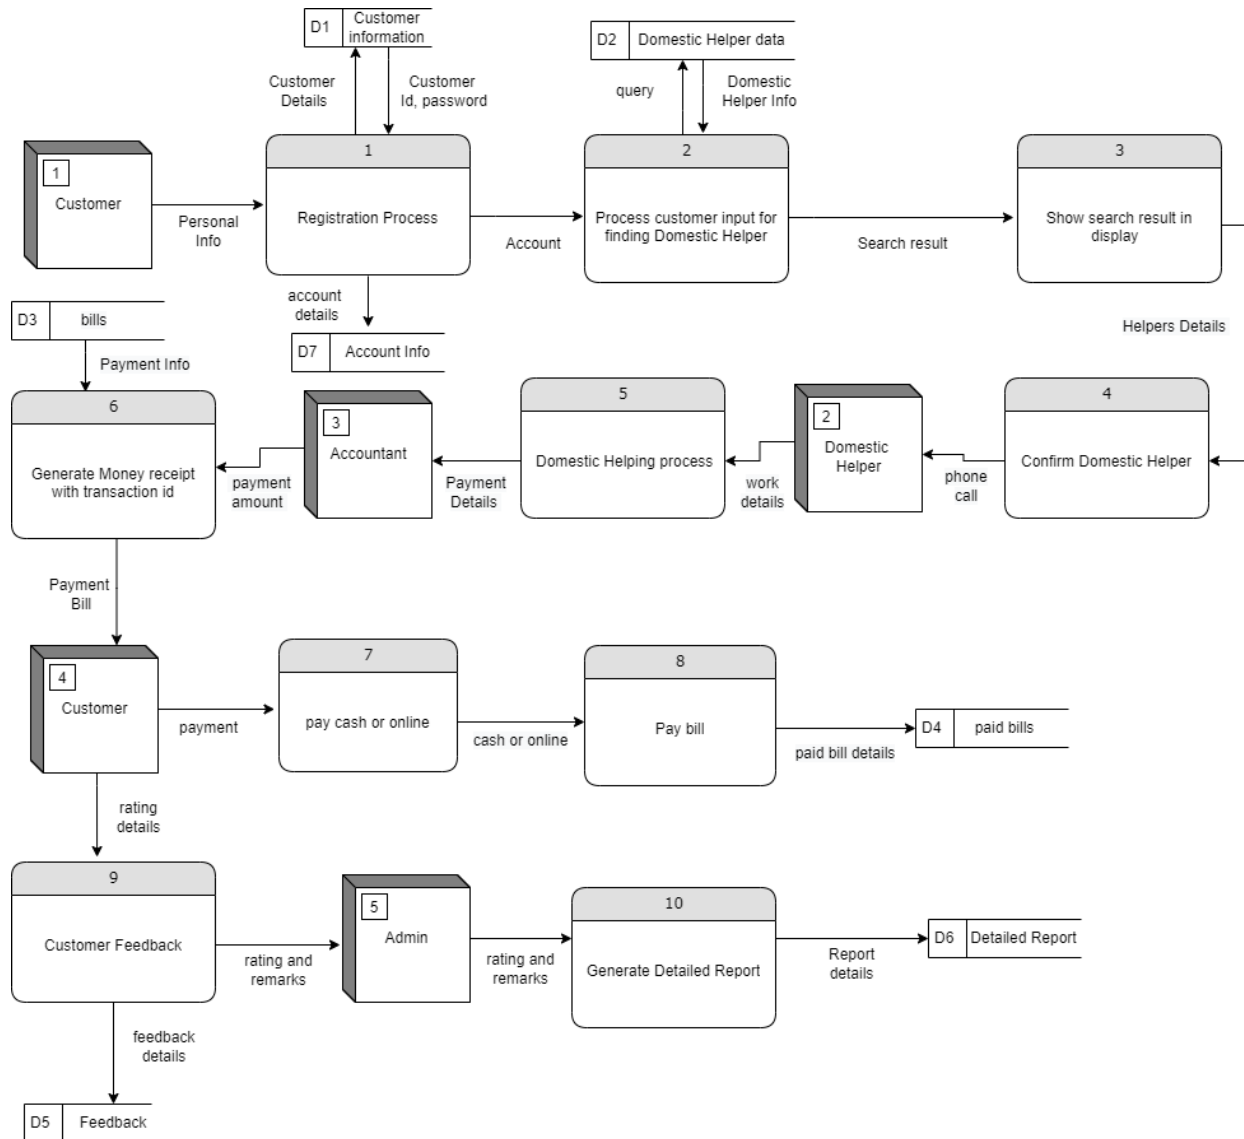 D1
Customer
information
D2
Domestic Helper data
Customer
Details
Customer
Id, password
query
Domestic
Helper Info
1
Customer
Personal
Info
1
Registration Process
Account
2
Process customer input for
finding Domestic Helper
Search result
3
Show search result in
display
account
details
D7
Account Info
D3
bills
Payment Info
Helpers Details
6
Generate Money receipt
with transaction id
payment
amount
3
Accountant
Payment
Details
5
Domestic Helping process
work
details
2
Domestic
Helper
phone
call
4
Confirm Domestic Helper
Payment
Bill
4
Customer
payment
7
pay cash or online
cash or online
8
Pay bill
paid bill details
D4
paid bills
rating
details
9
Customer Feedback
rating and
remarks
5
Admin
rating and
remarks
10
Generate Detailed Report
Report
details
D6
Detailed Report
feedback
details
D5
Feedback